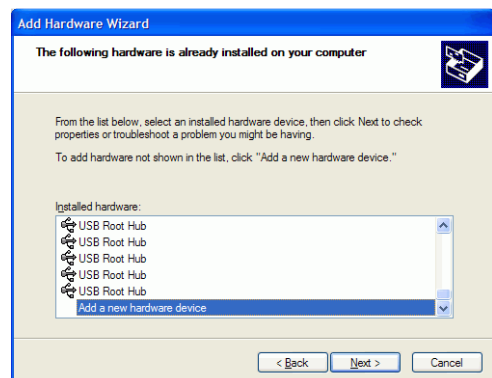 Add Hardware Wizard
The following hardware is already installed on your computer
From the list below, select an installed hardware device, then click Next to check
properties or troubleshoot a problem you might be having.
To add hardware not shown in the list, click "Add a new hardware device."
Installed hardware:
USB Root Hub
USB Root Hub
USB Root Hub
USB Root Hub
USB Root Hub
Add a new hardware device
< Back Next > Cancel